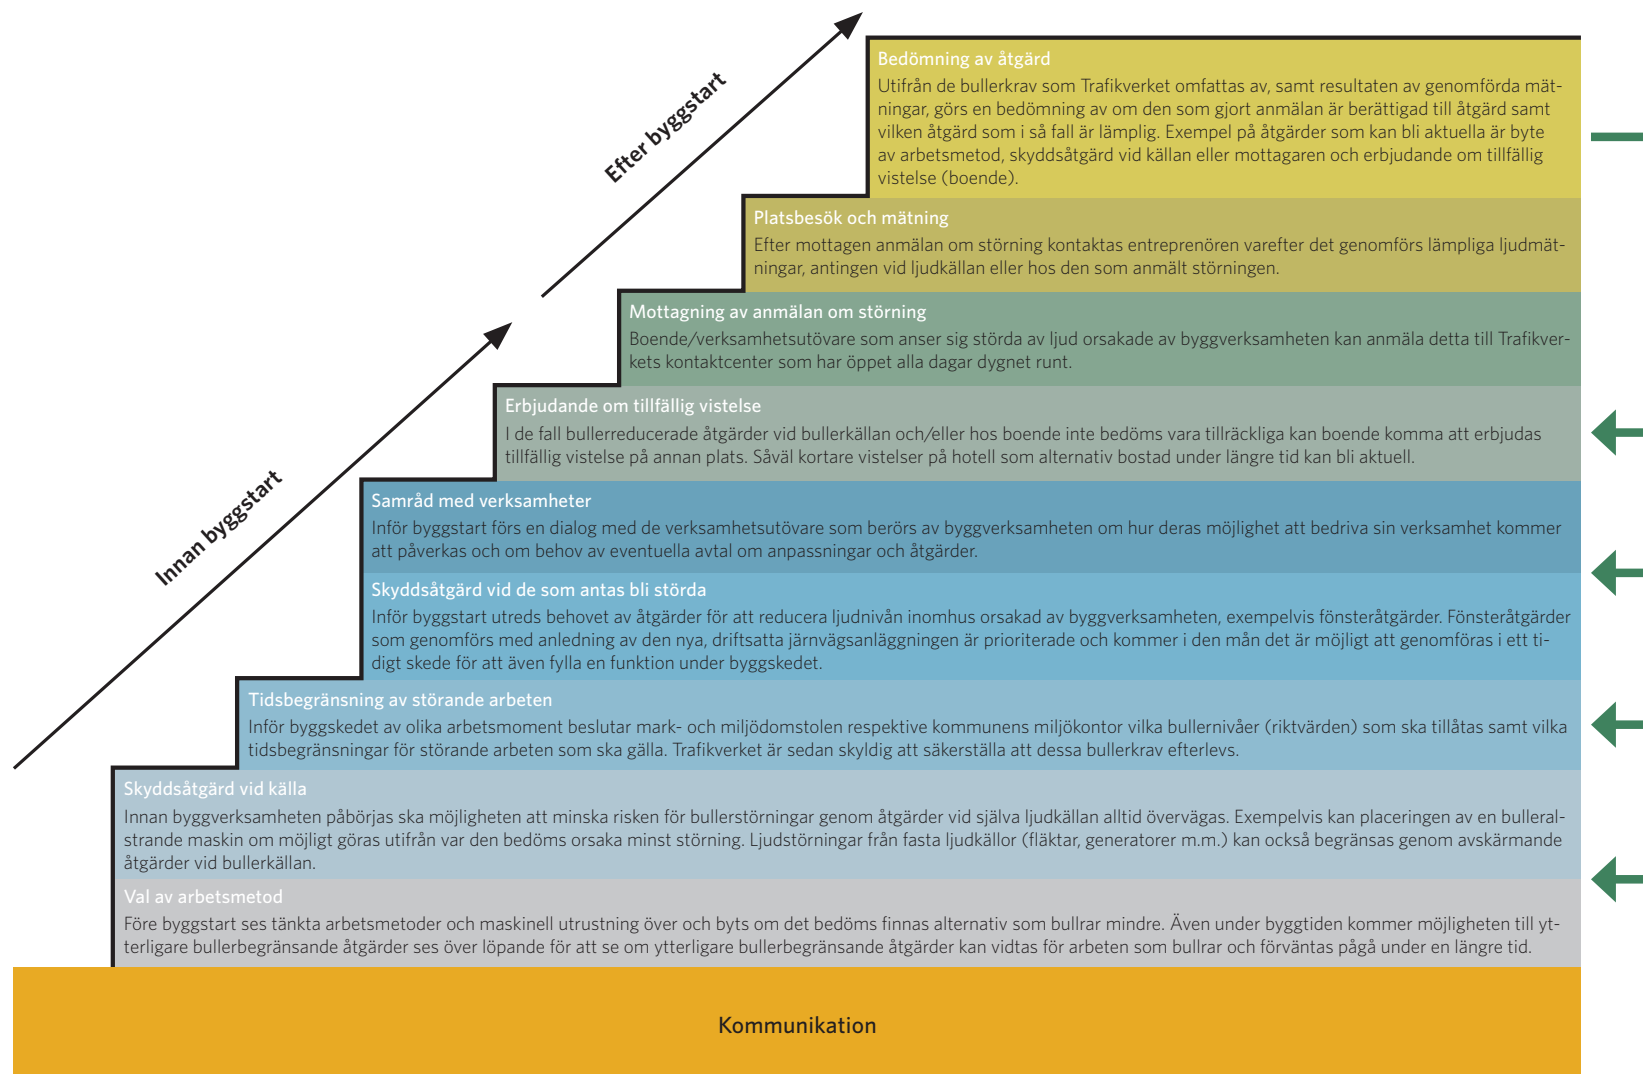 Efter byggstart
Innan byggstart
Bedömning av åtgärd
Utifrån de bullerkrav som Trafikverket omfattas av, samt resultaten av genomförda mät-
ningar, görs en bedömning av om den som gjort anmälan är berättigad till åtgärd samt
vilken åtgärd som i så fall är lämplig. Exempel på åtgärder som kan bli aktuella är byte
av arbetsmetod, skyddsåtgärd vid källan eller mottagaren och erbjudande om tillfällig
vistelse (boende).
Platsbesök och mätning
Efter mottagen anmälan om störning kontaktas entreprenören varefter det genomförs lämpliga ljudmät-
ningar, antingen vid ljudkällan eller hos den som anmält störningen.
Mottagning av anmälan om störning
Boende/verksamhetsutövare som anser sig störda av ljud orsakade av byggverksamheten kan anmäla detta till Trafikver-
kets kontaktcenter som har öppet alla dagar dygnet runt.
Erbjudande om tillfällig vistelse
I de fall bullerreducerade åtgärder vid bullerkällan och/eller hos boende inte bedöms vara tillräckliga kan boende komma att erbjudas
tillfällig vistelse på annan plats. Såväl kortare vistelser på hotell som alternativ bostad under längre tid kan bli aktuell.
Samråd med verksamheter
Inför byggstart förs en dialog med de verksamhetsutövare som berörs av byggverksamheten om hur deras möjlighet att bedriva sin verksamhet kommer
att påverkas och om behov av eventuella avtal om anpassningar och åtgärder.
Skyddsåtgärd vid de som antas bli störda
Inför byggstart utreds behovet av åtgärder för att reducera ljudnivån inomhus orsakad av byggverksamheten, exempelvis fönsteråtgärder. Fönsteråtgärder
som genomförs med anledning av den nya, driftsatta järnvägsanläggningen är prioriterade och kommer i den mån det är möjligt att genomföras i ett ti-
digt skede för att även fylla en funktion under byggskedet.
Tidsbegränsning av störande arbeten
Inför byggskedet av olika arbetsmoment beslutar mark- och miljödomstolen respektive kommunens miljökontor vilka bullernivåer (riktvärden) som ska tillåtas samt vilka
tidsbegränsningar för störande arbeten som ska gälla. Trafikverket är sedan skyldig att säkerställa att dessa bullerkrav efterlevs.
Skyddsåtgärd vid källa
Innan byggverksamheten påbörjas ska möjligheten att minska risken för bullerstörningar genom åtgärder vid själva ljudkällan alltid övervägas. Exempelvis kan placeringen av en bulleral-
strande maskin om möjligt göras utifrån var den bedöms orsaka minst störning. Ljudstörningar från fasta ljudkällor (fläktar, generatorer m.m.) kan också begränsas genom avskärmande
åtgärder vid bullerkällan.
Val av arbetsmetod
Före byggstart ses tänkta arbetsmetoder och maskinell utrustning över och byts om det bedöms finnas alternativ som bullrar mindre. Även under byggtiden kommer möjligheten till yt-
terligare bullerbegränsande åtgärder ses över löpande för att se om ytterligare bullerbegränsande åtgärder kan vidtas för arbeten som bullrar och förväntas pågå under en längre tid.
Kommunikation